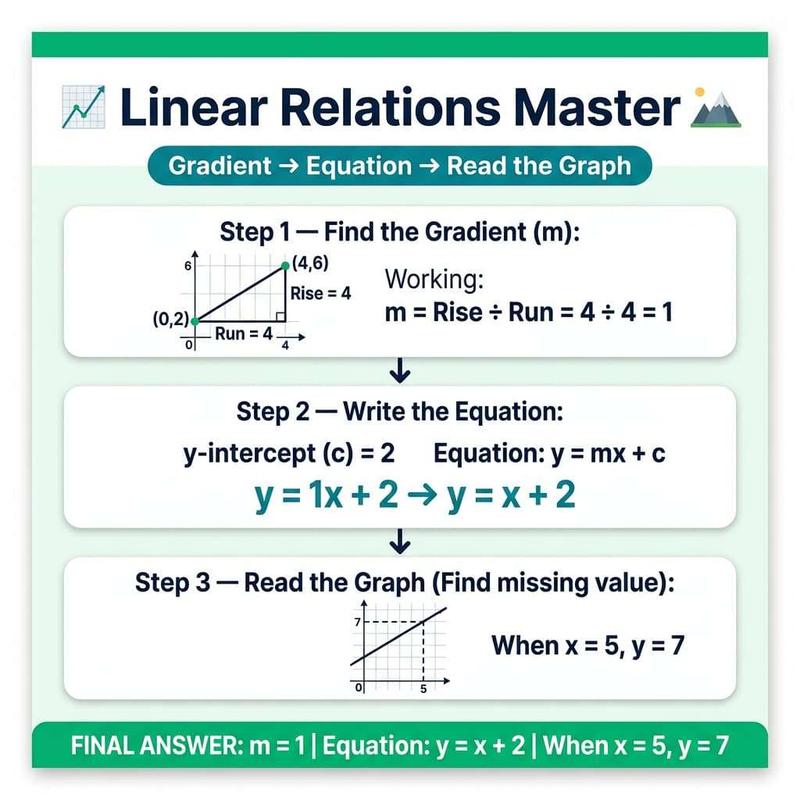 Linear Relations Master
Gradient → Equation → Read the Graph
Step 1 — Find the Gradient (m):
6
(4,6)
Rise = 4
(0,2)
Run = 4
0
4
Working:
m = Rise ÷ Run = 4 ÷ 4 = 1
Step 2 — Write the Equation:
y-intercept (c) = 2 Equation: y = mx + c
y = 1x + 2 → y = x + 2
Step 3 — Read the Graph (Find missing value):
7
0
5
When x = 5, y = 7
FINAL ANSWER: m = 1 | Equation: y = x + 2 | When x = 5, y = 7